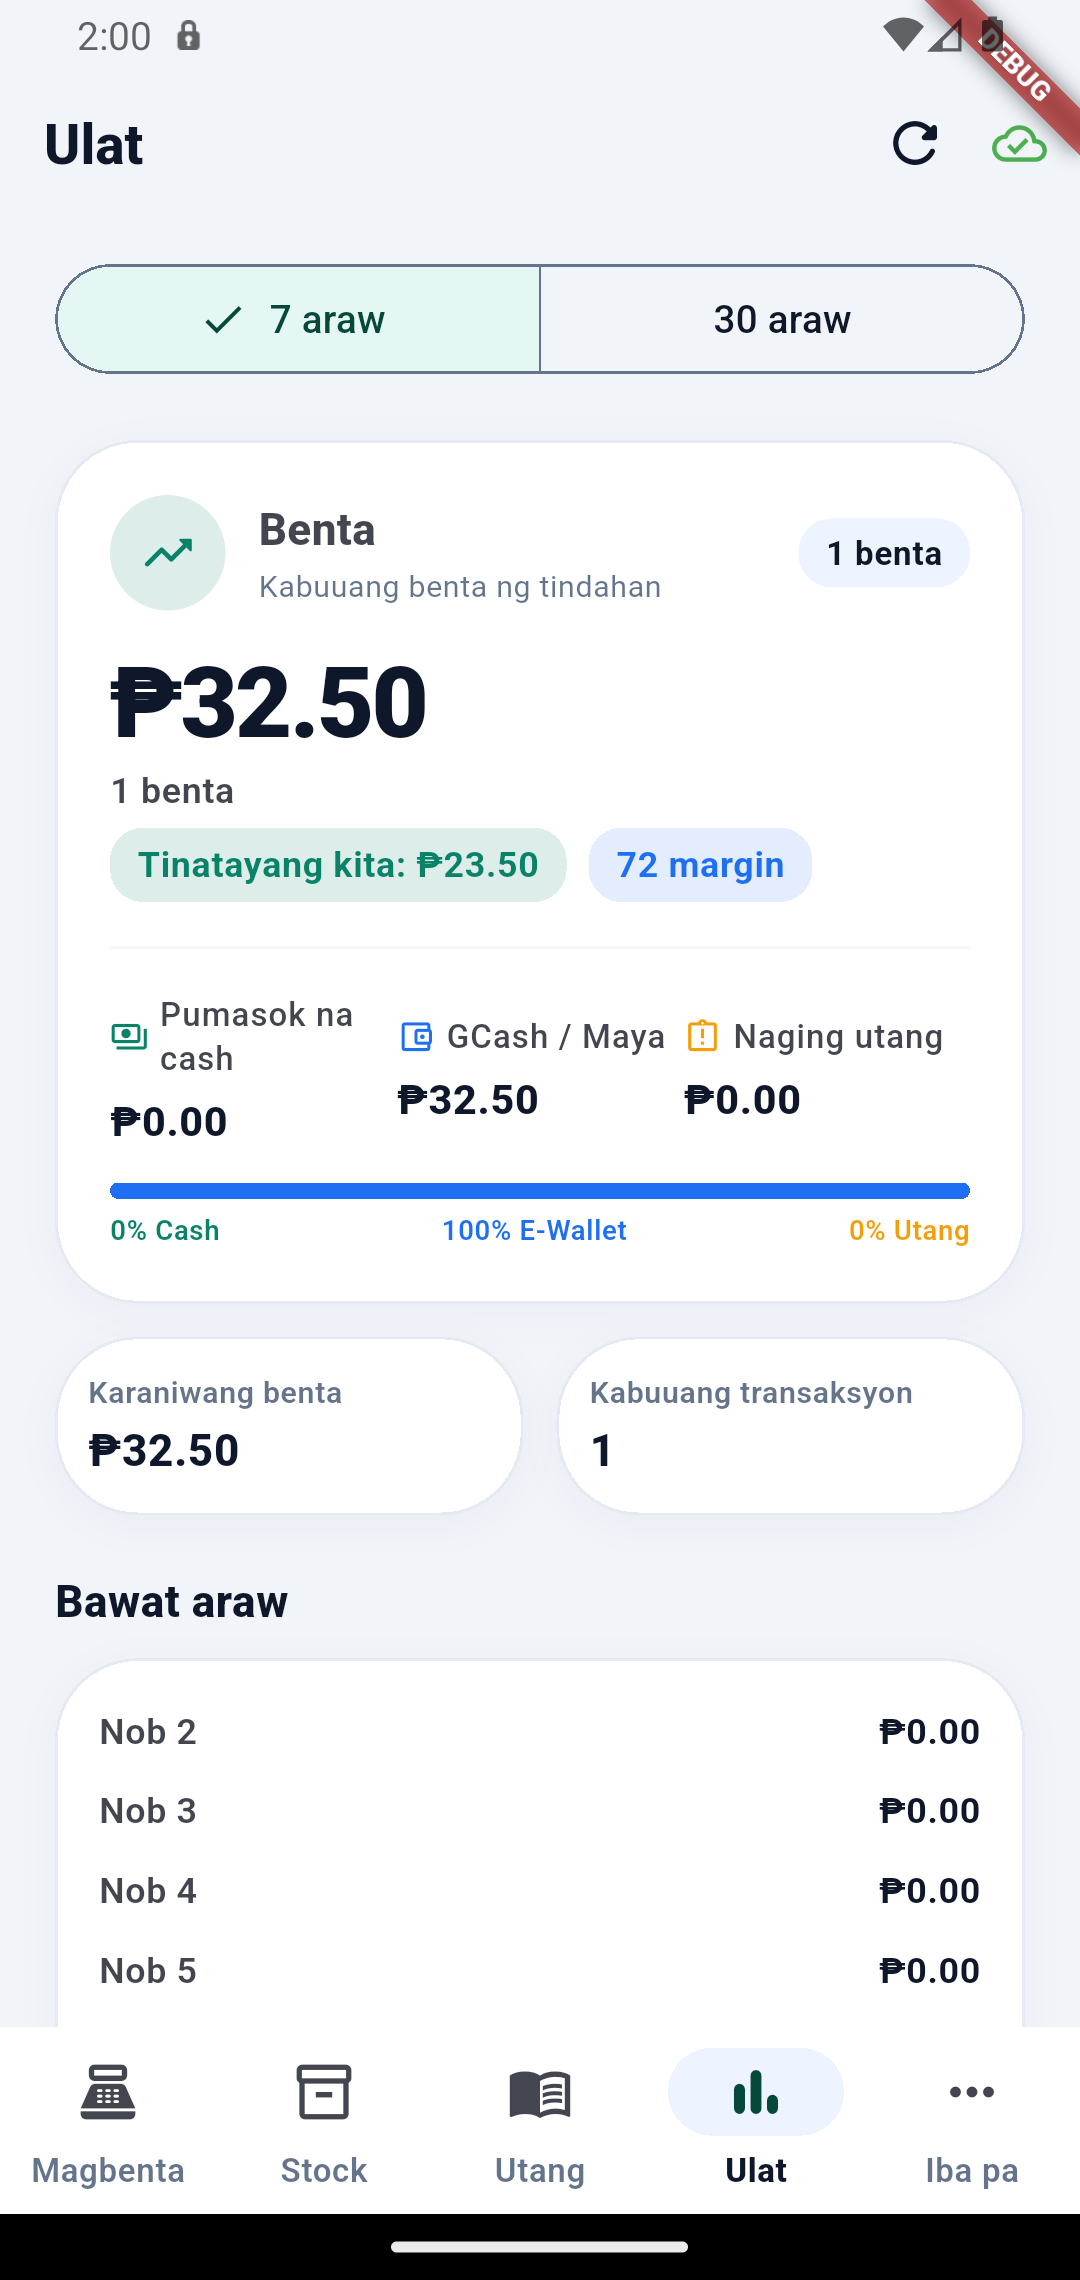 2:00
DEBUG
Ulat
7 araw
30 araw
Benta
Kabuuang benta ng tindahan
1 benta
₱32.50
1 benta
Tinatayang kita: ₱23.50
72 margin
Pumasok na
cash
₱0.00
GCash / Maya
₱32.50
Naging utang
₱0.00
0% Cash
100% E-Wallet
0% Utang
Karaniwang benta
₱32.50
Kabuuang transaksyon
1
Bawat araw
Nob 2 ₱0.00
Nob 3 ₱0.00
Nob 4 ₱0.00
Nob 5 ₱0.00
Magbenta
Stock
Utang
Ulat
Iba pa